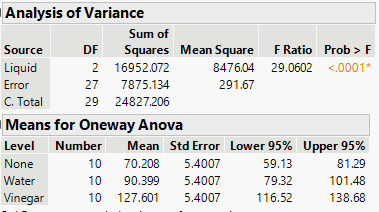 Analysis of Variance
Sum of
Source DF Squares Mean Square F Ratio Prob > F
Liquid 2 16952.072 8476.04 29.0602 <.0001*
Error 27 7875.134 291.67
C. Total 29 24827.206
Means for Oneway Anova
Level Number Mean Std Error Lower 95% Upper 95%
None 10 70.208 5.4007 59.13 81.29
Water 10 90.399 5.4007 79.32 101.48
Vinegar 10 127.601 5.4007 116.52 138.68